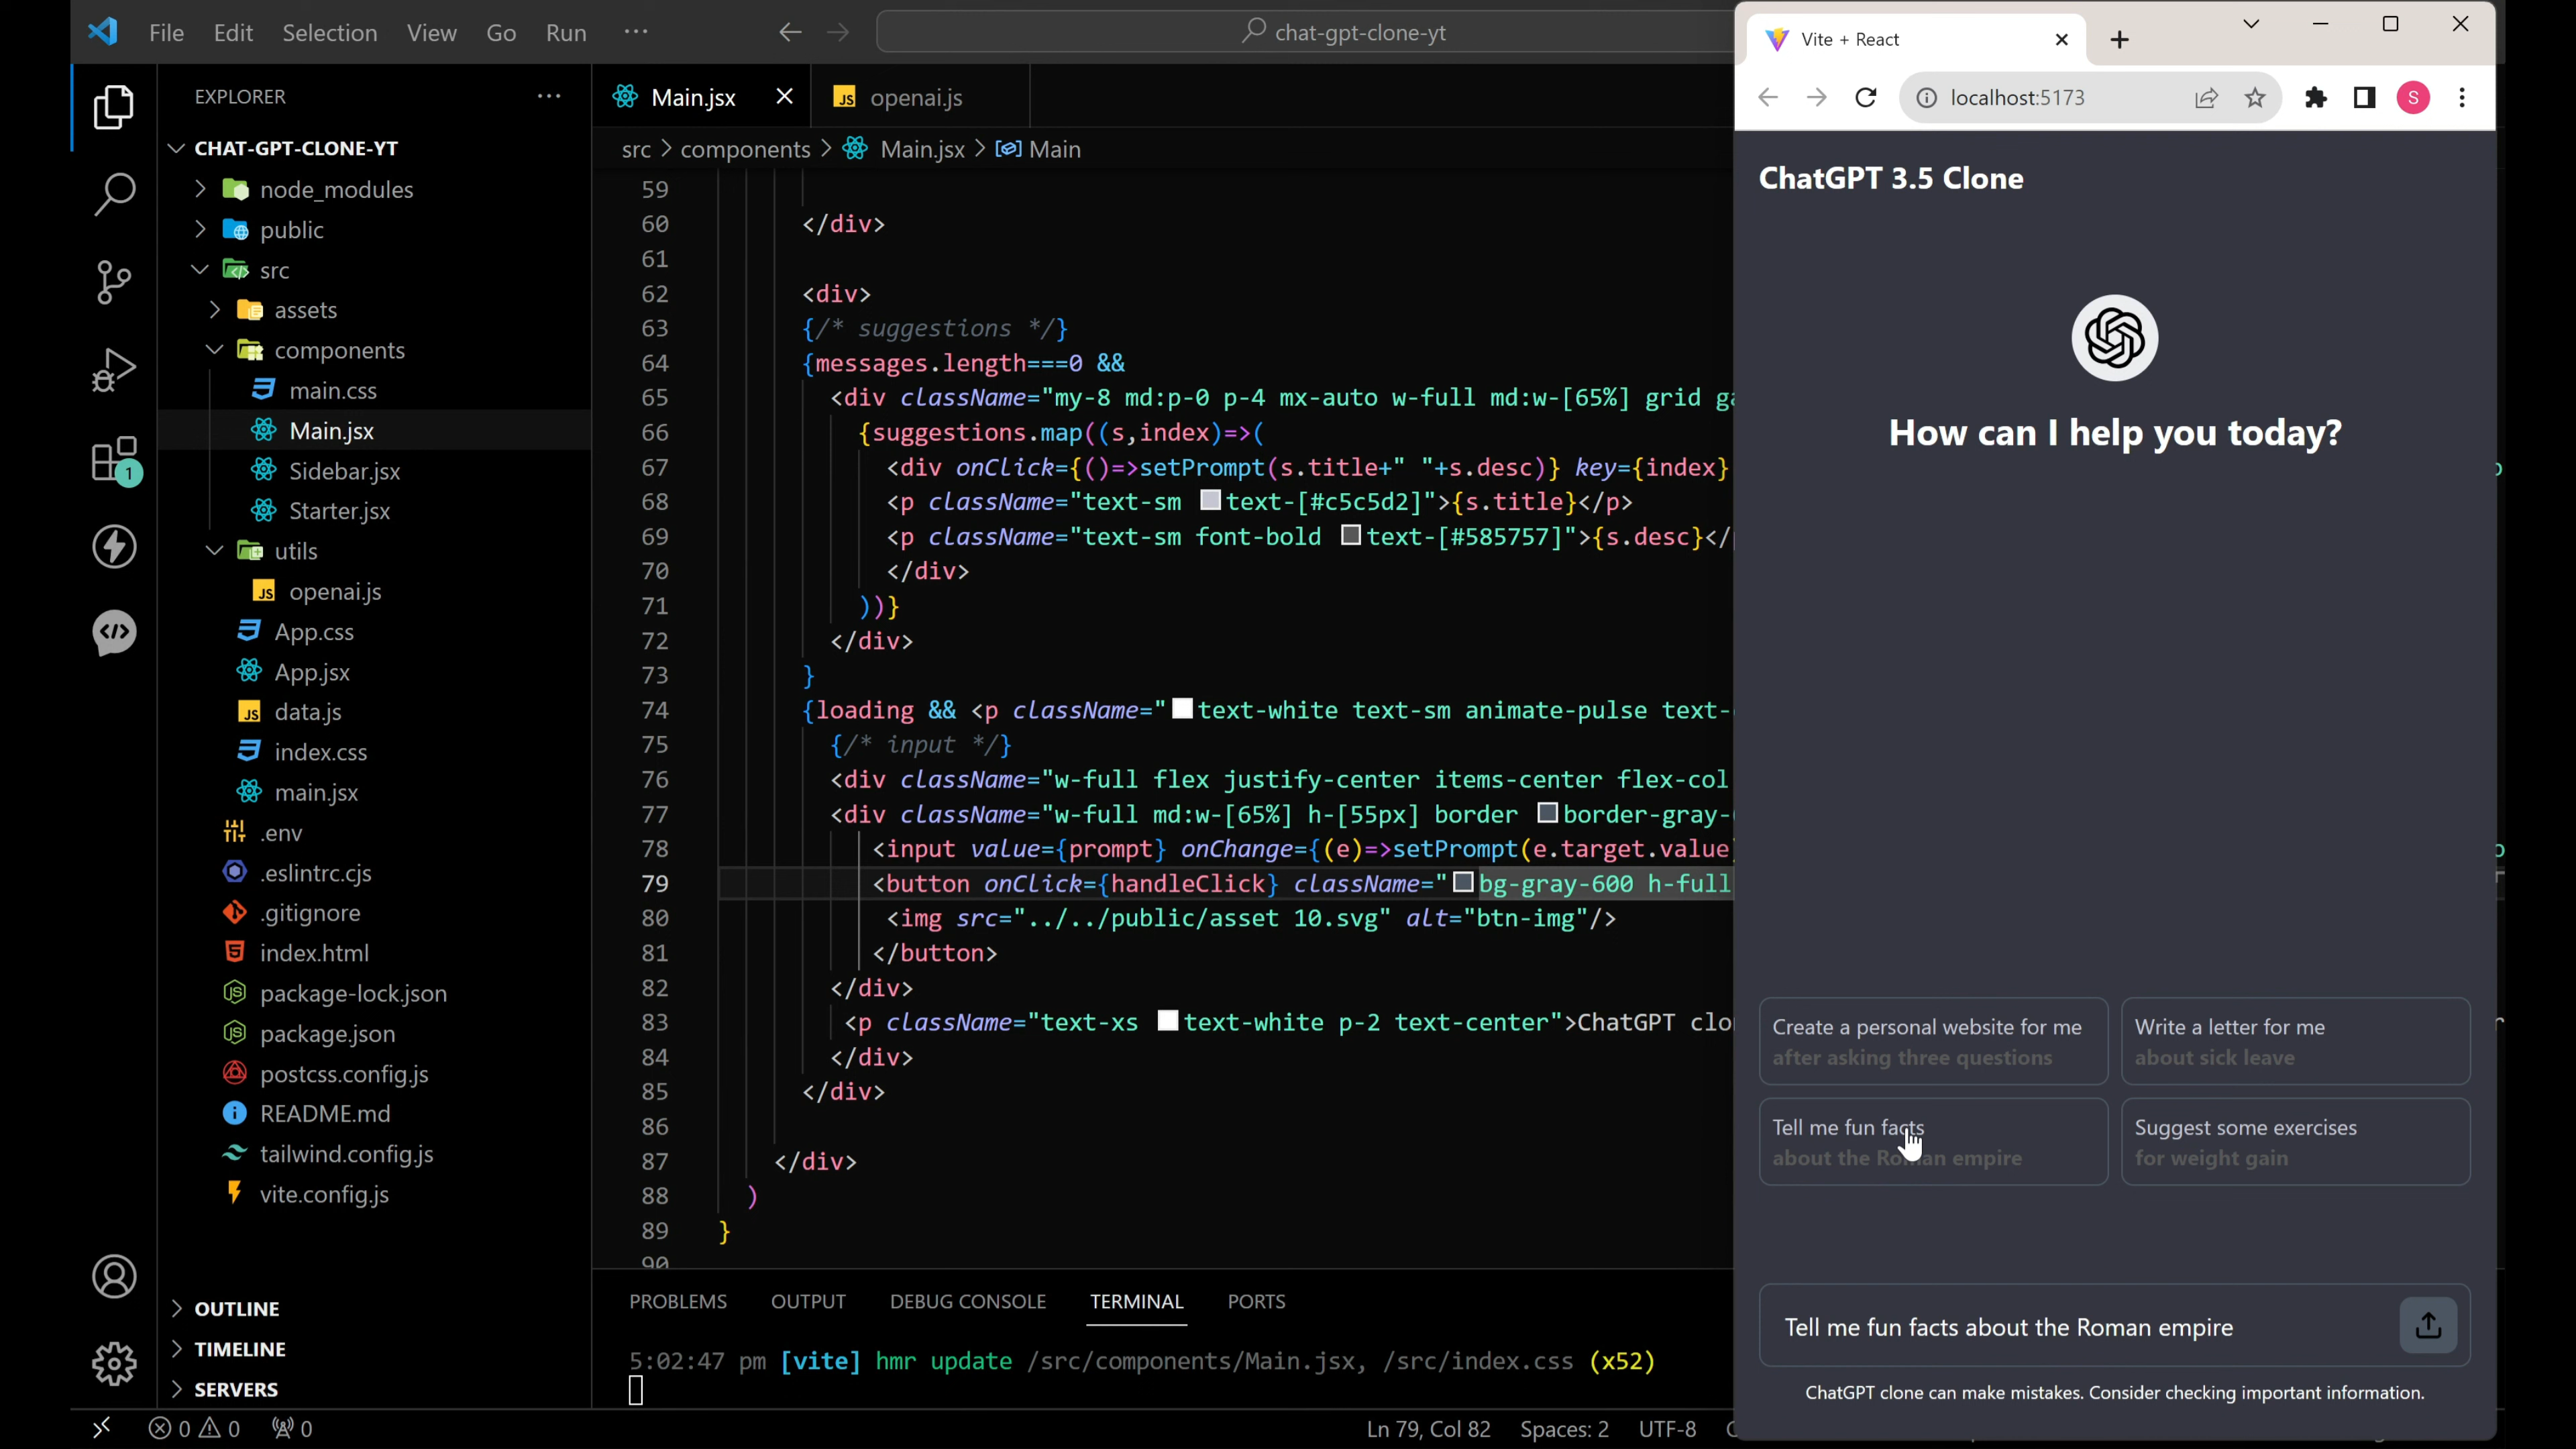 File Edit Selection View Go Run ···
chat-gpt-clone-yt
EXPLORER
CHAT-GPT-CLONE-YT
node_modules
public
src
assets
components
main.css
Main.jsx
Sidebar.jsx
Starter.jsx
utils
JS openai.js
App.css
App.jsx
JS data.js
index.css
main.jsx
.env
.eslintrc.cjs
.gitignore
index.html
package-lock.json
package.json
postcss.config.js
README.md
tailwind.config.js
vite.config.js
OUTLINE
TIMELINE
SERVERS
1
Main.jsx
JS openai.js
src > components > Main.jsx > Main
59
60 </div>
61
62 <div>
63 {/* suggestions */}
64 {messages.length===0 &&
65 <div className="my-8 md:p-0 p-4 mx-auto w-full md:w-[65%] grid
66 {suggestions.map((s,index)=>(
67 <div onClick={()=>setPrompt(s.title+" "+s.desc)} key={index}
68 <p className="text-sm text-[#c5c5d2]">{s.title}</p>
69 <p className="text-sm font-bold text-[#585757]">{s.desc}</
70 </div>
71 ))}
72 </div>
73 }
74 {loading && <p className="text-white text-sm animate-pulse text-
75 {/* input */}
76 <div className="w-full flex justify-center items-center flex-col
77 <div className="w-full md:w-[65%] h-[55px] border border-gray-
78 <input value={prompt} onChange={(e)=>setPrompt(e.target.value
79 <button onClick={handleClick} className="bg-gray-600 h-full
80 <img src="../../public/asset 10.svg" alt="btn-img"/>
81 </button>
82 </div>
83 <p className="text-xs text-white p-2 text-center">ChatGPT clo
84 </div>
85 </div>
86
87 </div>
88 )
89 }
90
PROBLEMS OUTPUT DEBUG CONSOLE TERMINAL PORTS
5:02:47 pm [vite] hmr update /src/components/Main.jsx, /src/index.css (x52)
0 0 0
Ln 79, Col 82 Spaces: 2 UTF-8
Vite + React
localhost:5173
S
ChatGPT 3.5 Clone
How can I help you today?
Create a personal website for me
after asking three questions
Write a letter for me
about sick leave
Tell me fun facts
about the Roman empire
Suggest some exercises
for weight gain
Tell me fun facts about the Roman empire
ChatGPT clone can make mistakes. Consider checking important information.